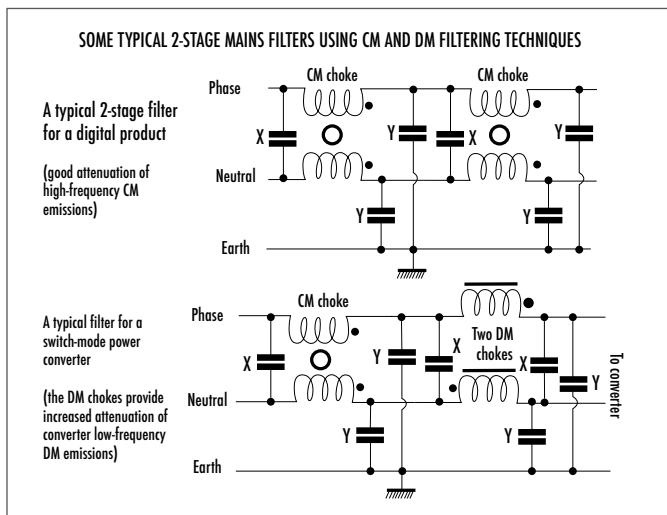 SOME TYPICAL 2-STAGE MAINS FILTERS USING CM AND DM FILTERING TECHNIQUES
A typical 2-stage filter
for a digital product
(good attenuation of
high-frequency CM
emissions)
Phase
CM choke
CM choke
X
Y
X
Y
Neutral
Y
Y
Earth
A typical filter for a
switch-mode power
converter
(the DM chokes provide
increased attenuation of
converter low-frequency
DM emissions)
Phase
CM choke
Two DM
chokes
X
Y
X
X
Y
To converter
Neutral
Y
Y
Earth